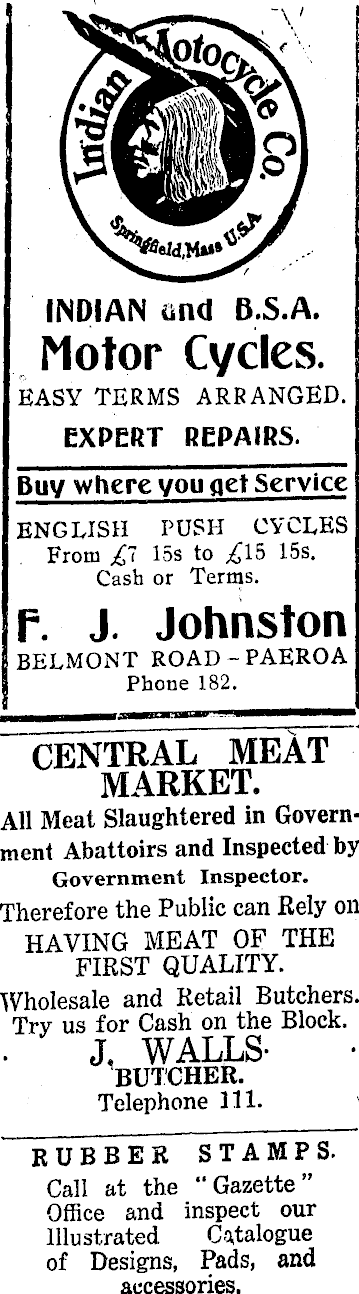 Indian Motocycle Co.
Springfield, Mass U.S.A.
INDIAN and B.S.A.
Motor Cycles.
EASY TERMS ARRANGED.
EXPERT REPAIRS.
Buy where you get Service
ENGLISH PUSH CYCLES
From £7 15s to £15 15s.
Cash or Terms.
F. J. Johnston
BELMONT ROAD - PAEROA
Phone 182.
CENTRAL MEAT
MARKET.
All Meat Slaughtered in Govern-
ment Abattoirs and Inspected by
Government Inspector.
Therefore the Public can Rely on
HAVING MEAT OF THE
FIRST QUALITY.
Wholesale and Retail Butchers.
Try us for Cash on the Block.
J. WALLS
BUTCHER.
Telephone 111.
RUBBER STAMPS.
Call at the "Gazette"
Office and inspect our
Illustrated Catalogue
of Designs, Pads, and
accessories.